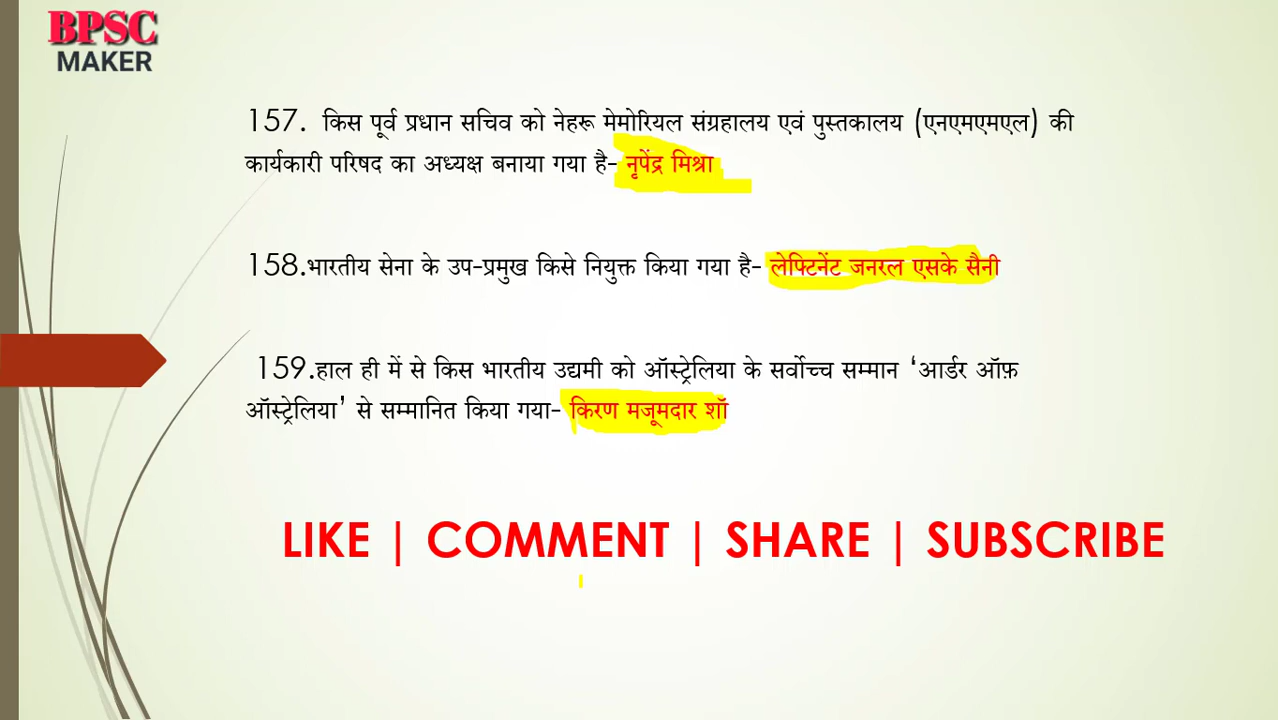 BPSC
MAKER
157. किस पूर्व प्रधान सचिव को नेहरू मेमोरियल संग्रहालय एवं पुस्तकालय (एनएमएमएल) की
कार्यकारी परिषद का अध्यक्ष बनाया गया है- नृपेंद्र मिश्रा
158.भारतीय सेना के उप-प्रमुख किसे नियुक्त किया गया है- लेफ्टिनेंट जनरल एसके सैनी
159.हाल ही में से किस भारतीय उद्यमी को ऑस्ट्रेलिया के सर्वोच्च सम्मान ‘आर्डर ऑफ़
ऑस्ट्रेलिया’ से सम्मानित किया गया- किरण मजूमदार शॉ
LIKE | COMMENT | SHARE | SUBSCRIBE